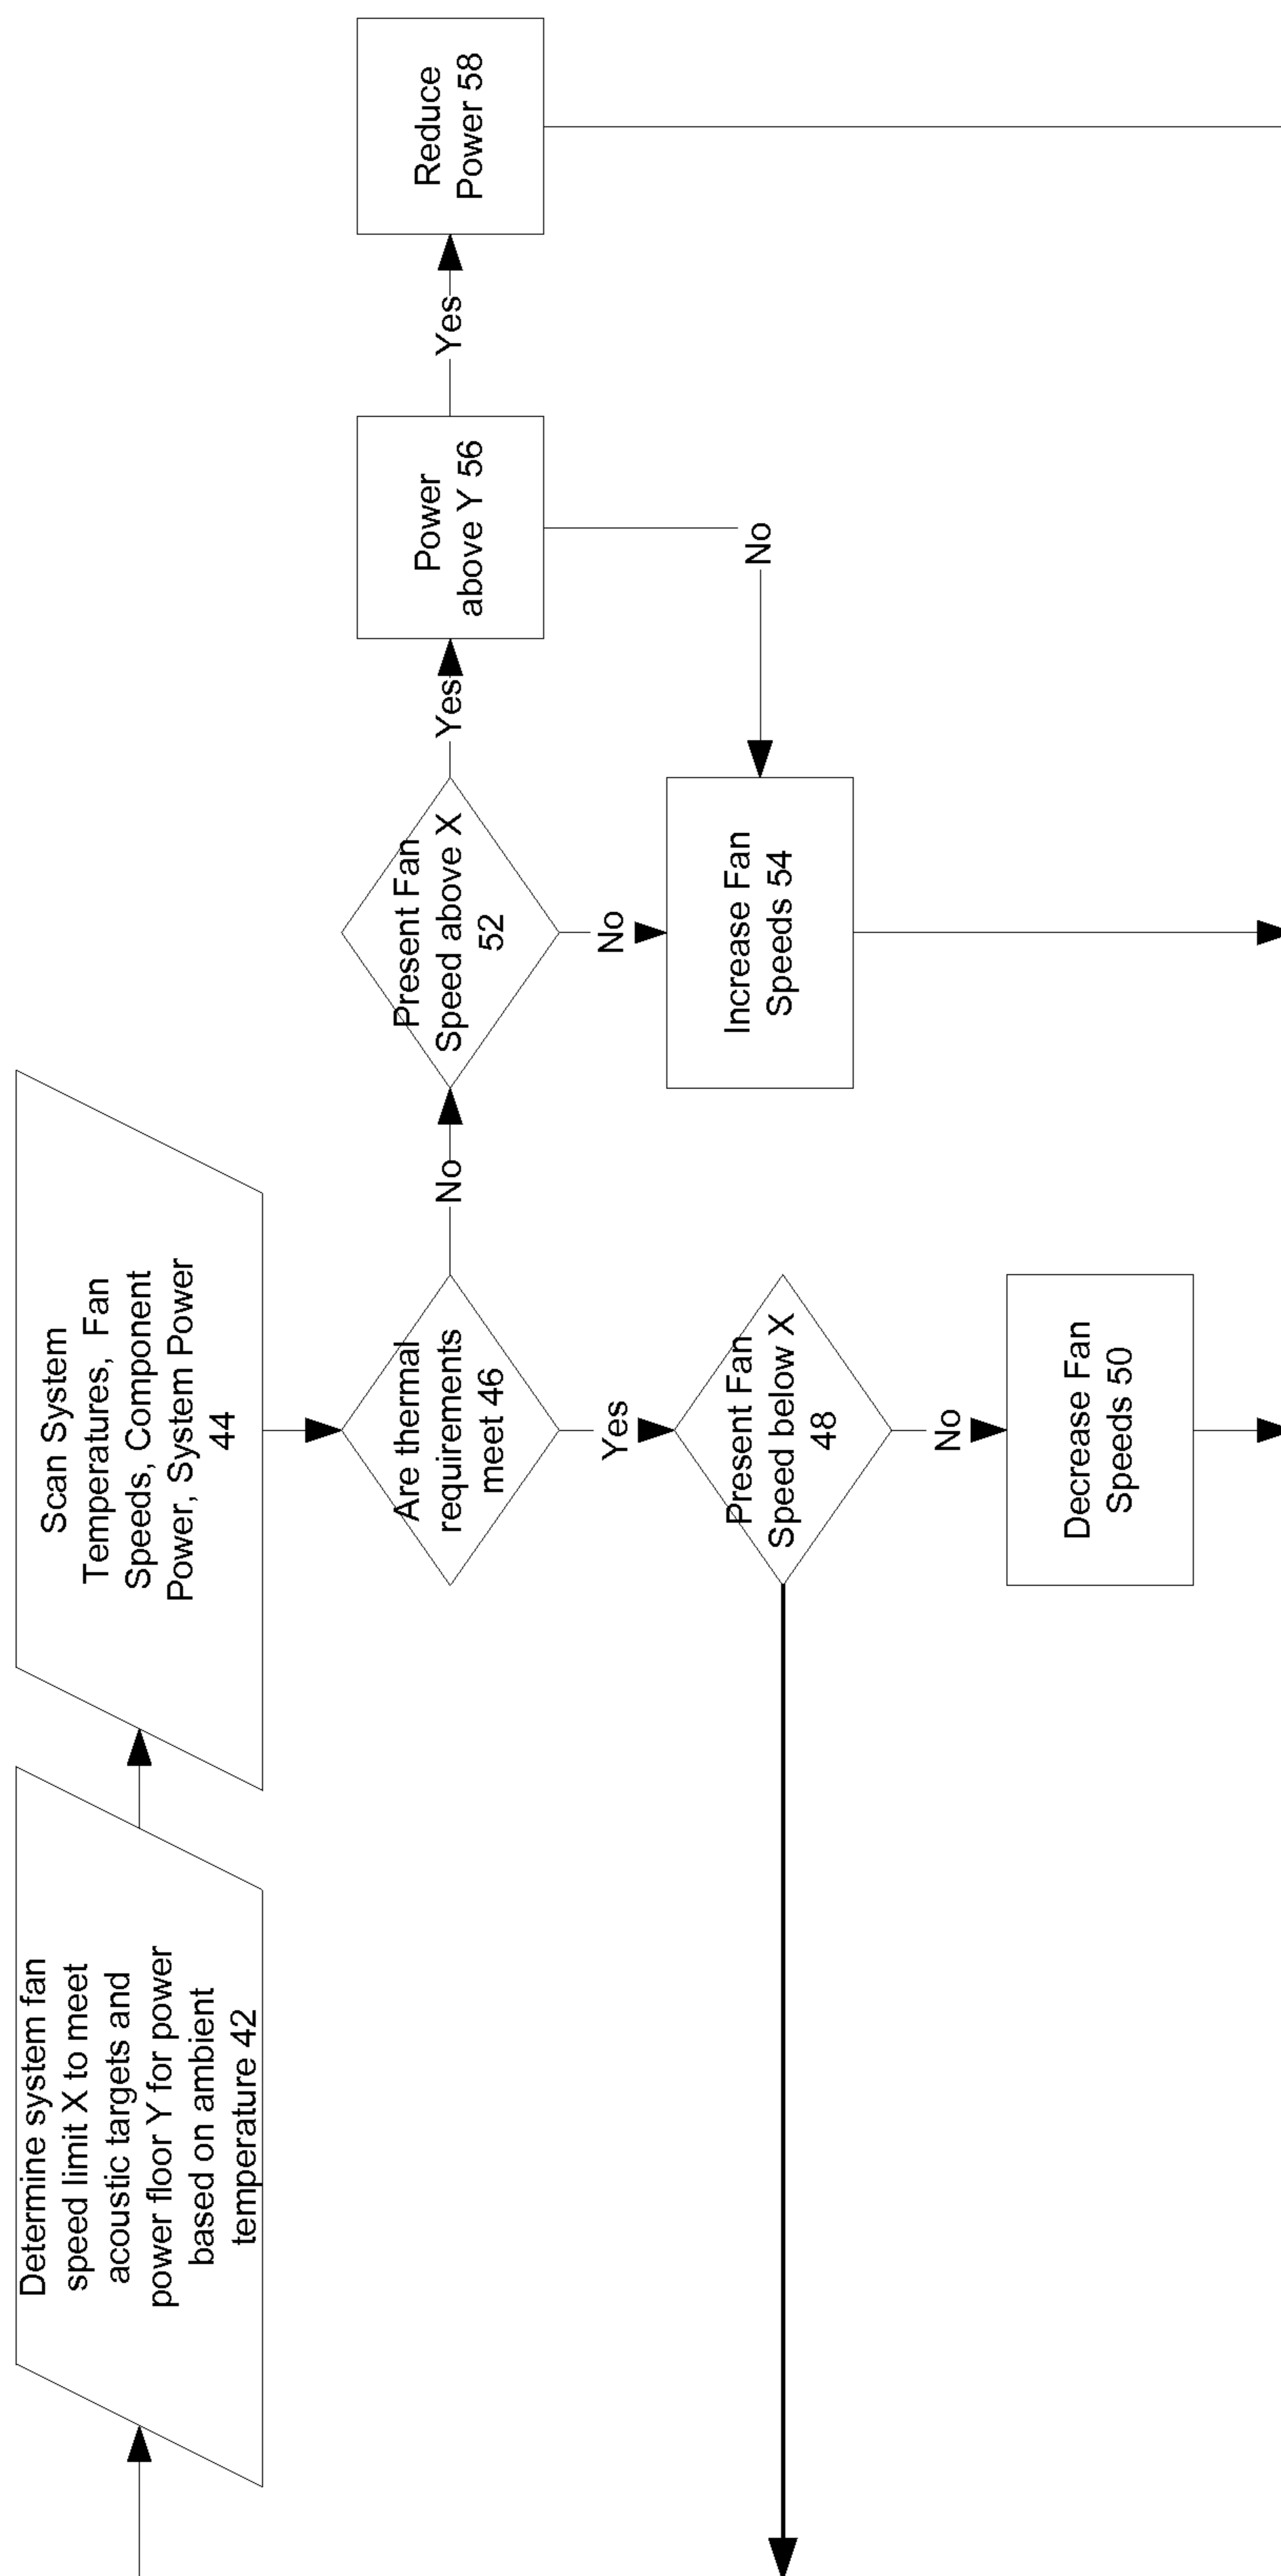 Determine system fan
speed limit X to meet
acoustic targets and
power floor Y for power
based on ambient
temperature 42
Scan System
Temperatures, Fan
Speeds, Component
Power, System Power
44
Are thermal
requirements
meet 46
No
Yes
Present Fan
Speed above X
52
Yes
No
Power
above Y 56
Yes
No
Reduce
Power 58
Present Fan
Speed below X
48
No
Increase Fan
Speeds 54
Decrease Fan
Speeds 50